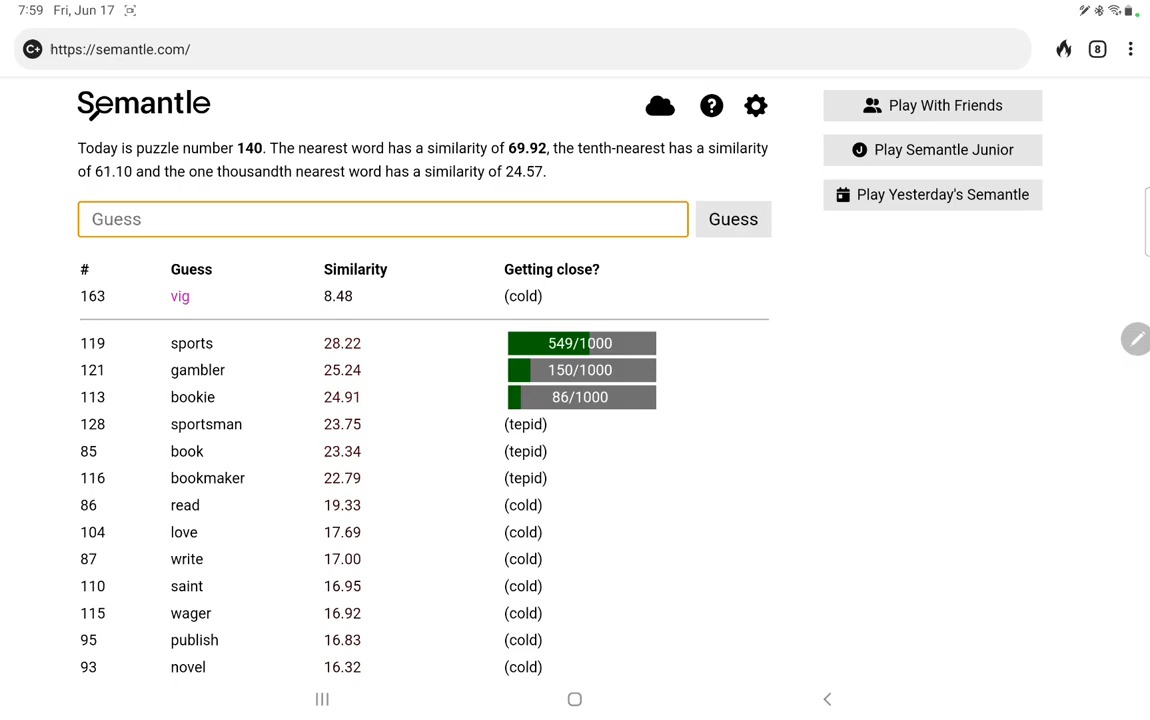 7:59 Fri, Jun 17
C+ https://semantle.com/ 8
Semantle
Play With Friends
Today is puzzle number 140. The nearest word has a similarity of 69.92, the tenth-nearest has a similarity
of 61.10 and the one thousandth nearest word has a similarity of 24.57.
J Play Semantle Junior
Play Yesterday's Semantle
Guess Guess
# Guess Similarity Getting close?
163 vig 8.48 (cold)
119 sports 28.22 549/1000
121 gambler 25.24 150/1000
113 bookie 24.91 86/1000
128 sportsman 23.75 (tepid)
85 book 23.34 (tepid)
116 bookmaker 22.79 (tepid)
86 read 19.33 (cold)
104 love 17.69 (cold)
87 write 17.00 (cold)
110 saint 16.95 (cold)
115 wager 16.92 (cold)
95 publish 16.83 (cold)
93 novel 16.32 (cold)